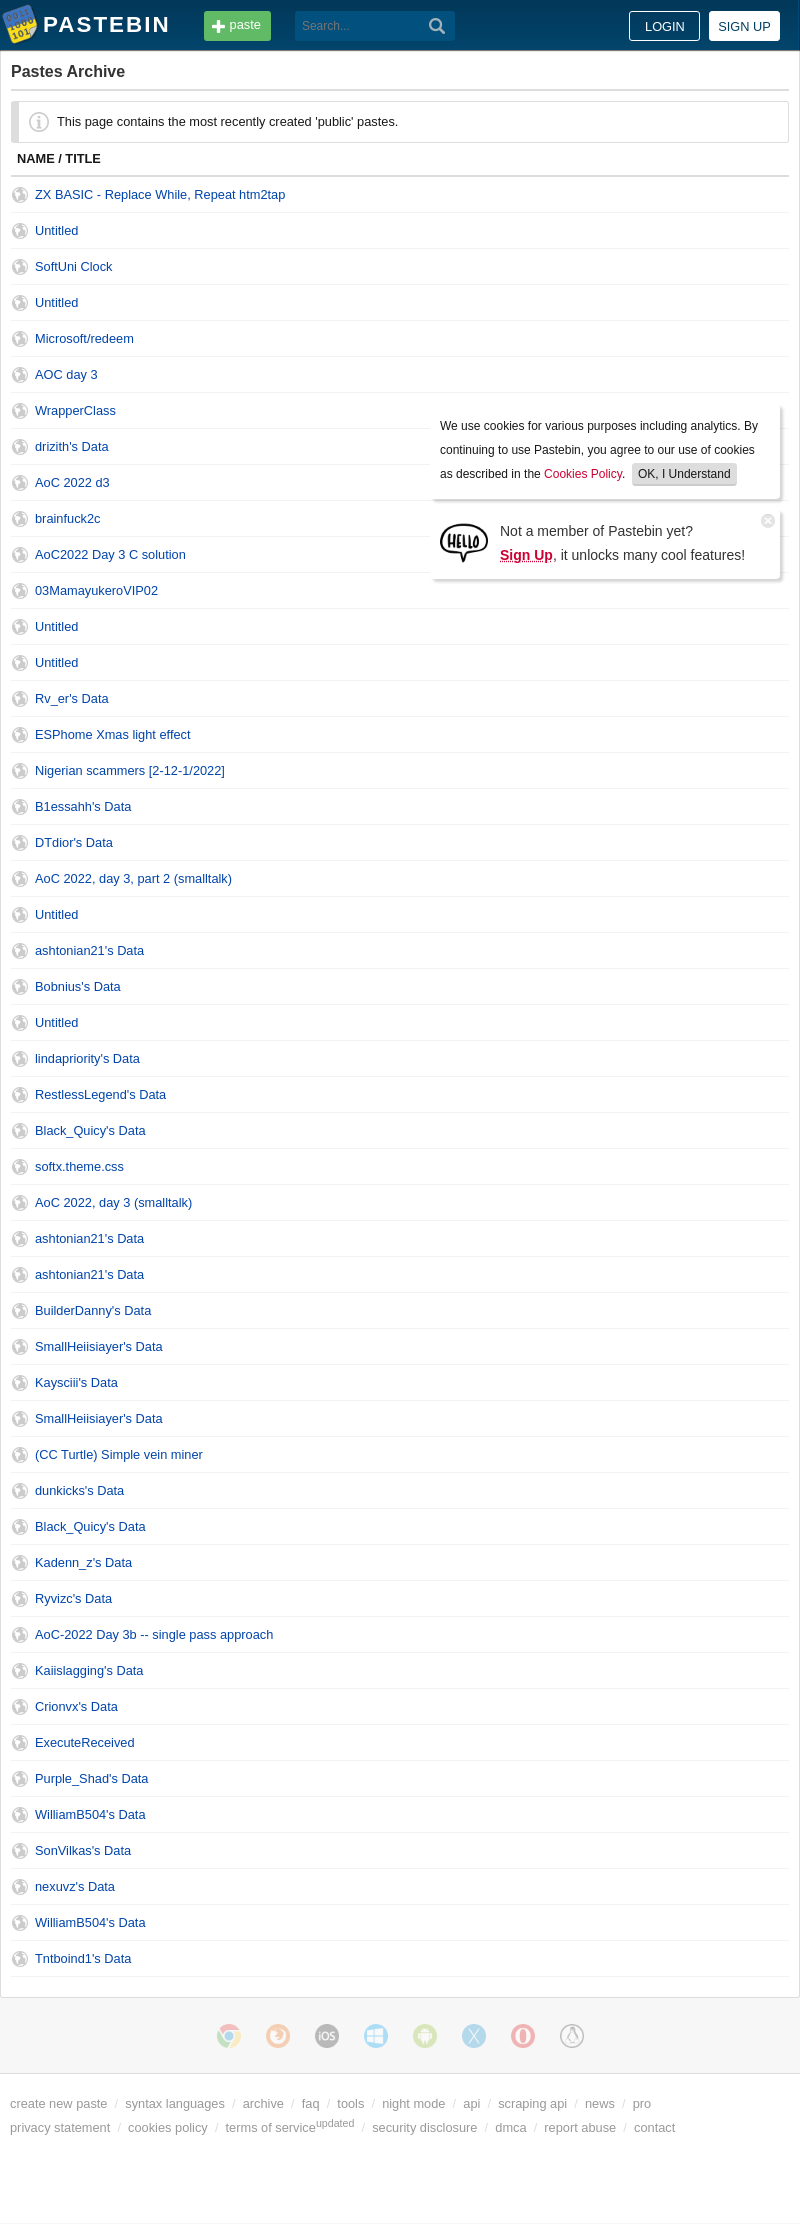 PASTEBIN
paste
Search...
LOGIN
SIGN UP
Pastes Archive
This page contains the most recently created 'public' pastes.
NAME / TITLE
ZX BASIC - Replace While, Repeat htm2tap
Untitled
SoftUni Clock
Untitled
Microsoft/redeem
AOC day 3
WrapperClass
drizith's Data
AoC 2022 d3
brainfuck2c
AoC2022 Day 3 C solution
03MamayukeroVIP02
We use cookies for various purposes including analytics. By
continuing to use Pastebin, you agree to our use of cookies
as described in the Cookies Policy. OK, I Understand
HELLO
Not a member of Pastebin yet?
Sign Up, it unlocks many cool features!
Untitled
Untitled
Rv_er's Data
ESPhome Xmas light effect
Nigerian scammers [2-12-1/2022]
B1essahh's Data
DTdior's Data
AoC 2022, day 3, part 2 (smalltalk)
Untitled
ashtonian21's Data
Bobnius's Data
Untitled
lindapriority's Data
RestlessLegend's Data
Black_Quicy's Data
softx.theme.css
AoC 2022, day 3 (smalltalk)
ashtonian21's Data
ashtonian21's Data
BuilderDanny's Data
SmallHeiisiayer's Data
Kaysciii's Data
SmallHeiisiayer's Data
(CC Turtle) Simple vein miner
dunkicks's Data
Black_Quicy's Data
Kadenn_z's Data
Ryvizc's Data
AoC-2022 Day 3b -- single pass approach
Kaiislagging's Data
Crionvx's Data
ExecuteReceived
Purple_Shad's Data
WilliamB504's Data
SonVilkas's Data
nexuvz's Data
WilliamB504's Data
Tntboind1's Data
iOS
create new paste / syntax languages / archive / faq / tools / night mode / api / scraping api / news / pro
privacy statement / cookies policy / terms of service updated / security disclosure / dmca / report abuse / contact